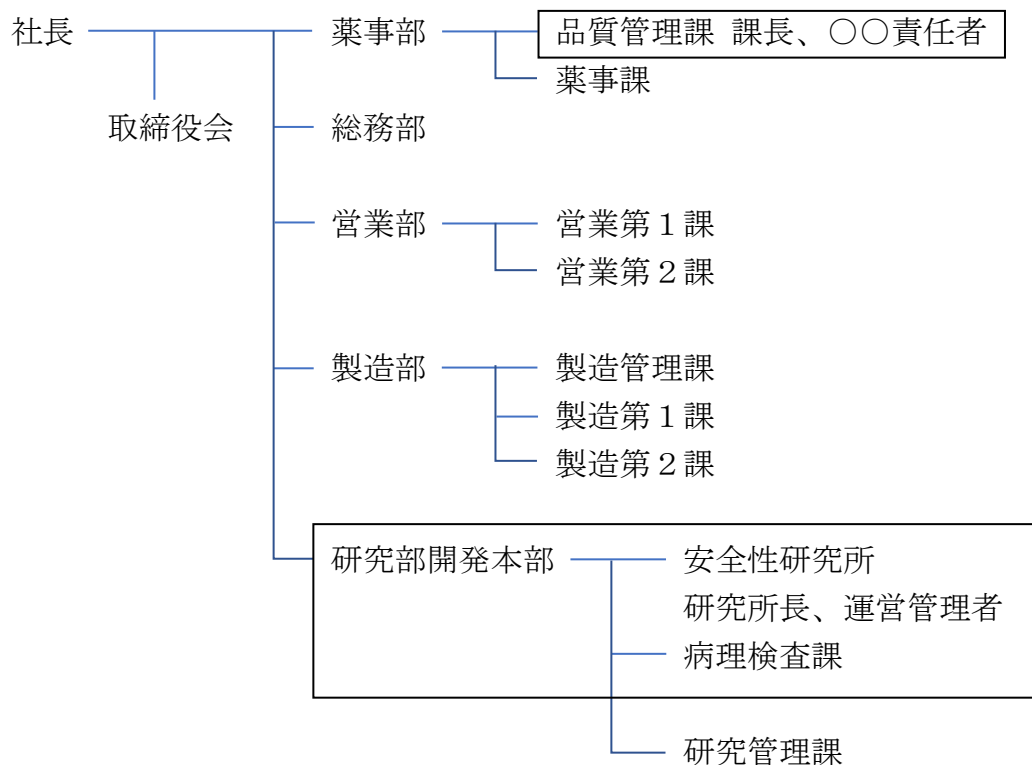 社長 薬事部 品質管理課 課長、○○責任者
薬事課
取締役会 総務部
営業部 営業第１課
営業第２課
製造部 製造管理課
製造第１課
製造第２課
研究部開発本部 安全性研究所
研究所長、運営管理者
病理検査課
研究管理課